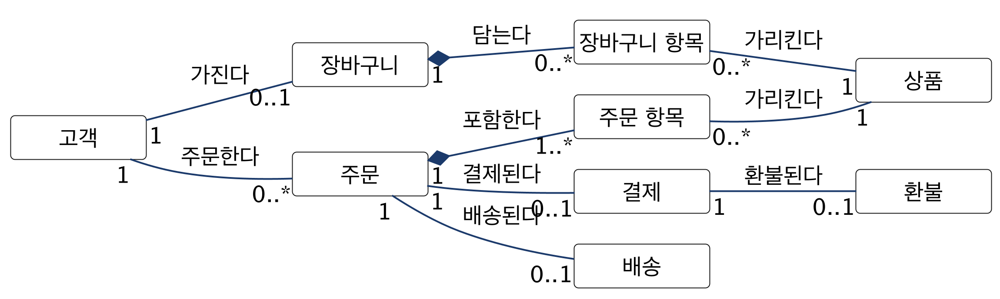 담는다
장바구니 항목
가리킨다
장바구니
0..*
0..*
1
상품
가진다
1
0..1
가리킨다
포함한다
주문 항목
1
고객
1
1..*
0..*
주문한다
1
주문
1
결제된다
결제
환불된다
환불
0..*
1
0..1
1
0..1
1
배송된다
배송
0..1